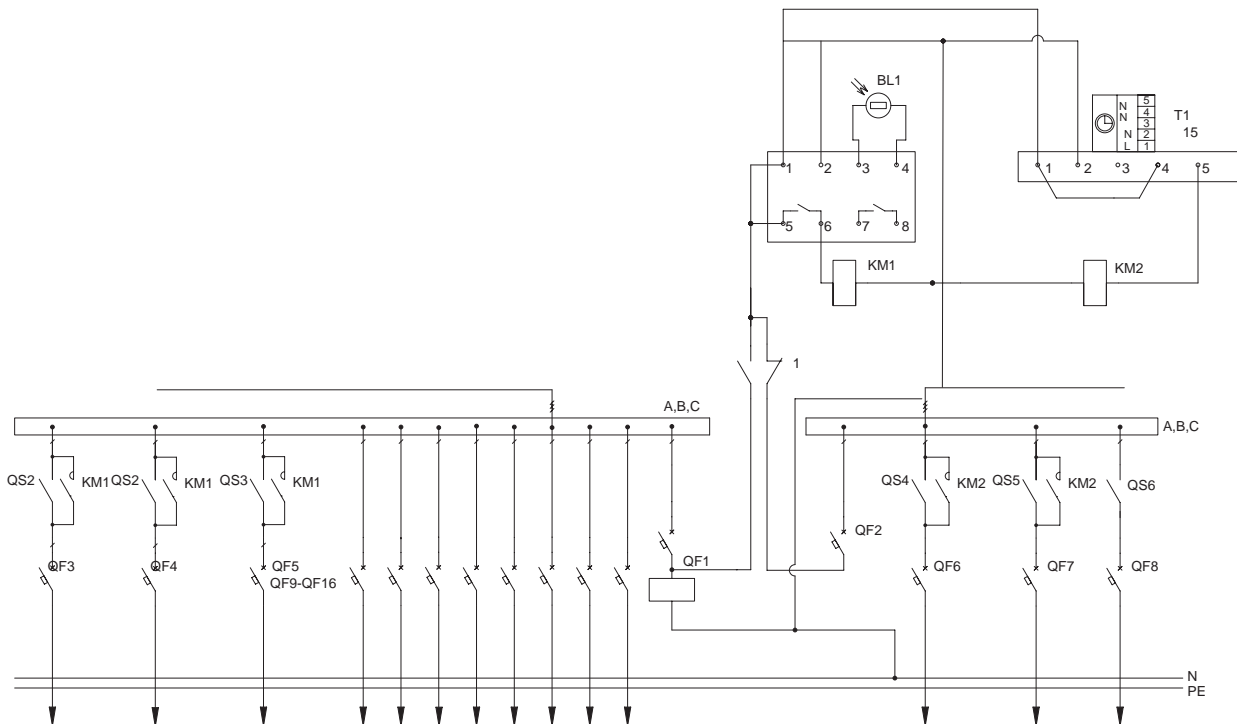 BL1
5
N 4
N 3
N 2
L 1
T1
15
1 2 3 4
1 2 3 4 5
5 6 7 8
KM1
KM2
1
A,B,C
A,B,C
QS2 KM1 QS2 KM1 QS3 KM1
QS4 KM2 QS5 KM2 QS6
QF2
QF3 QF4 QF5 QF1 QF6 QF7 QF8
QF9-QF16
N
PE